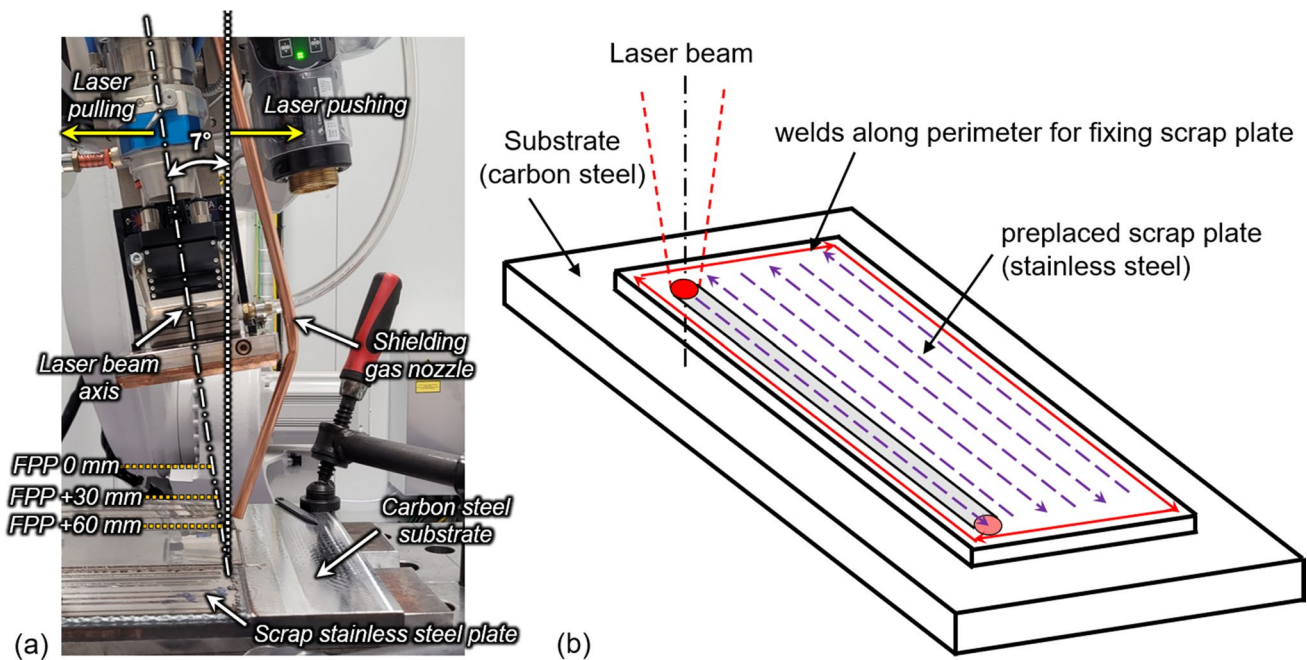 Laser
pulling
Laser pushing
7°
Laser beam
axis
Shielding
gas nozzle
FPP 0 mm
FPP +30 mm
FPP +60 mm
Carbon steel
substrate
Scrap stainless steel plate
(a)
Laser beam
Substrate
(carbon steel)
welds along perimeter for fixing scrap plate
preplaced scrap plate
(stainless steel)
(b)